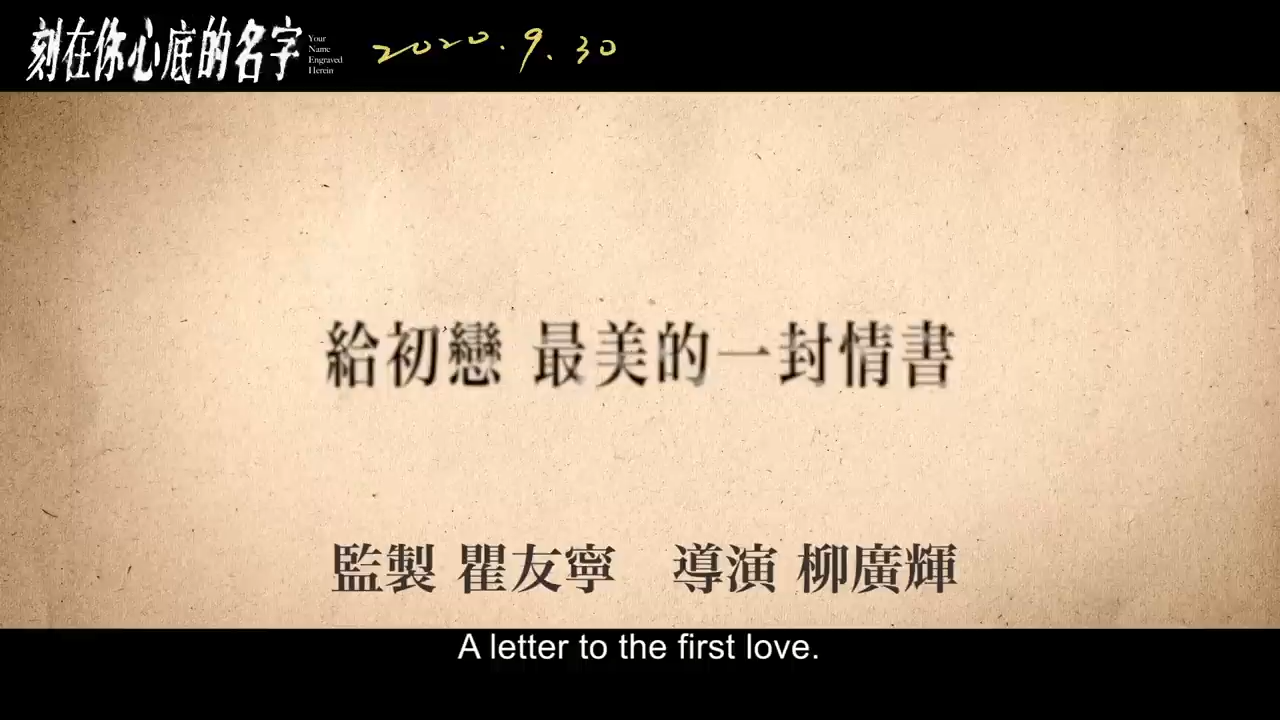 刻在你心底的名字
Your
Name
Engraved
Herein
2020.9.30
給初戀 最美的一封情書
監製 瞿友寧 導演 柳廣輝
A letter to the first love.